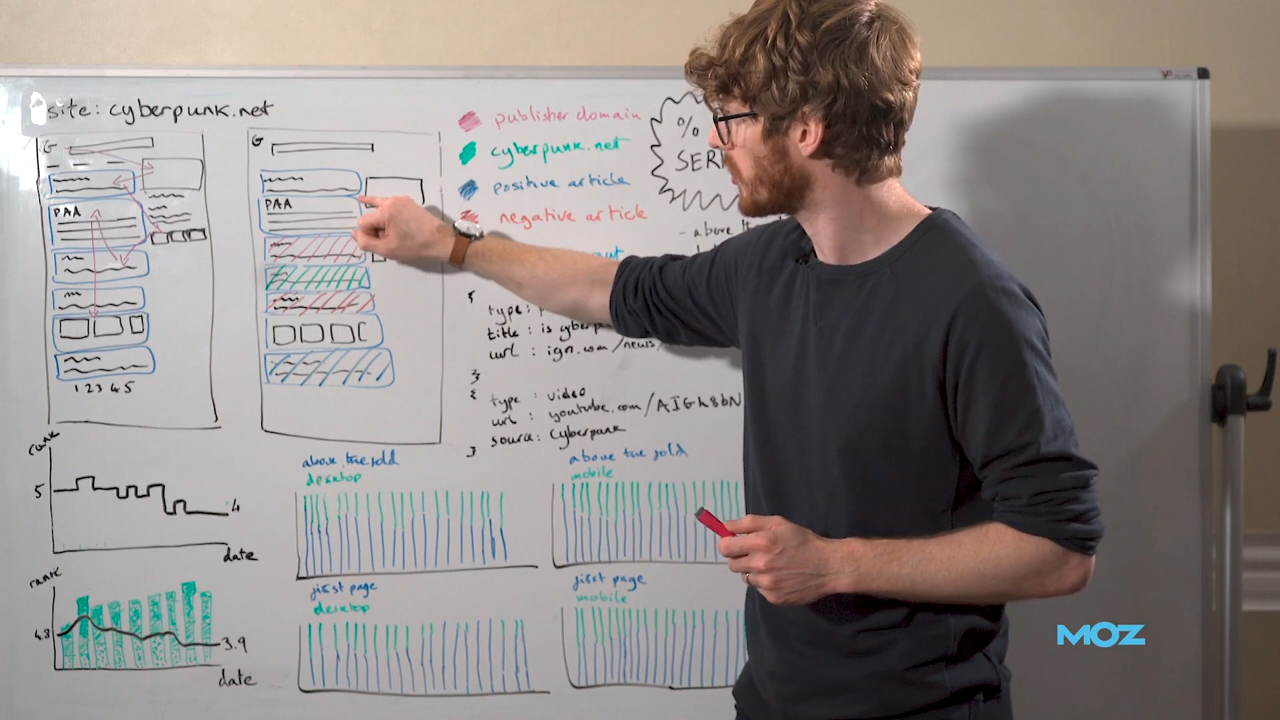 site: cyberpunk.net
G
PAA
1 2 3 4 5
G
PAA
publisher domain
cyberpunk.net
positive article
negative article
%
SER
- above t
{
type:
title : is cyberpun
url : ign.com/news/
}
{
type : video
url : youtube.com/AIGh8bN
source: Cyberpunk
}
rank
5
4
date
rank
4.3
3.9
date
above the fold
desktop
above the fold
mobile
first page
desktop
first page
mobile
MOZ